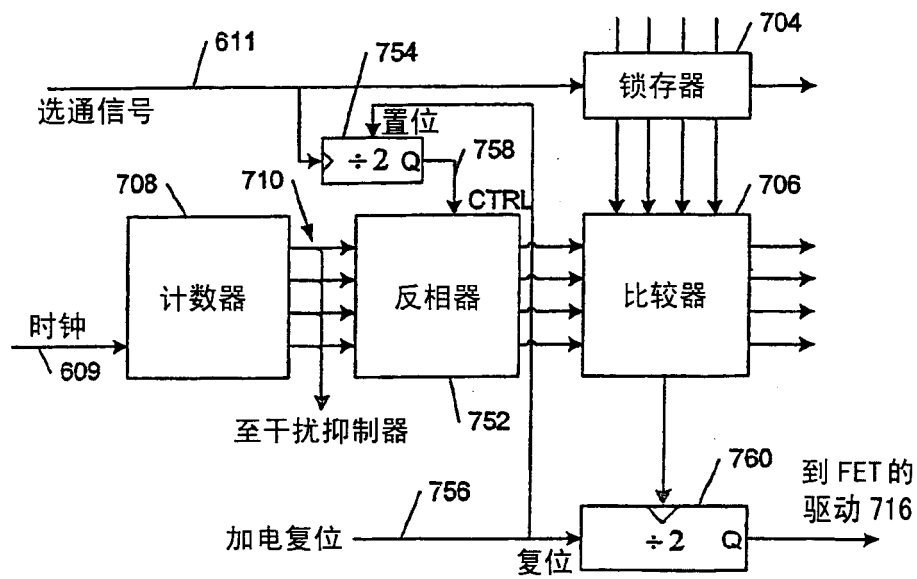 611
754
704
选通信号
置位
锁存器
÷2 Q
758
708
710
CTRL
706
计数器
反相器
比较器
时钟
609
至干扰抑制器
752
756
760
到 FET 的
驱动 716
加电复位
复位
÷2 Q